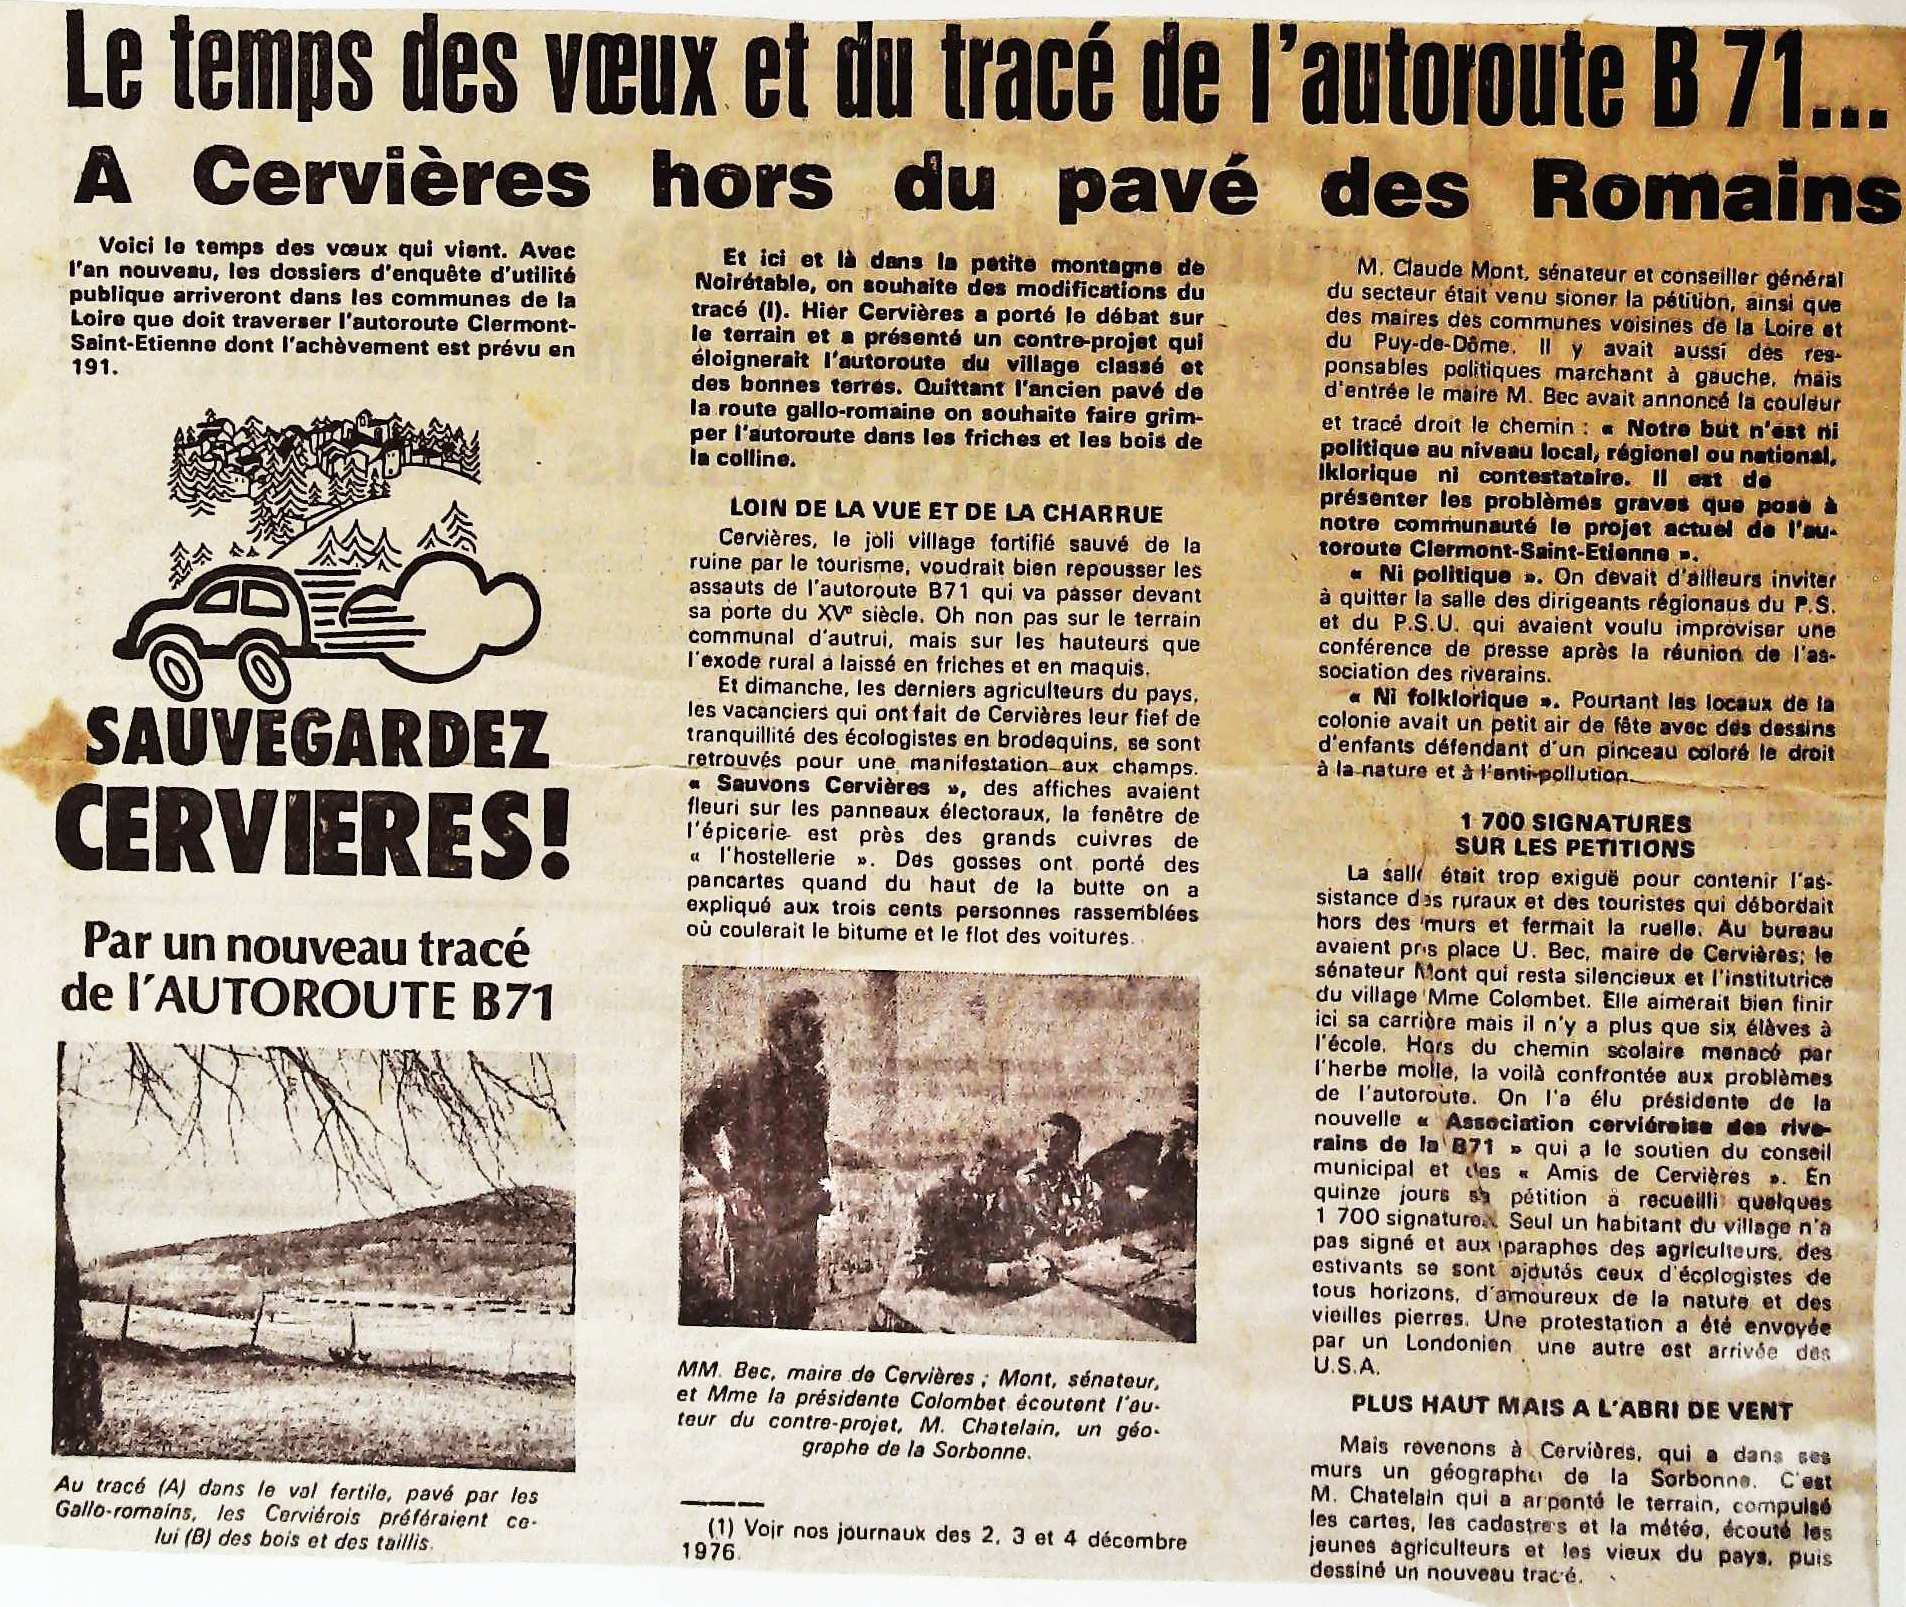 Le temps des vœux et du tracé de l'autoroute B 71...
A Cervières hors du pavé des Romains
Voici le temps des vœux qui vient. Avec
l'an nouveau, les dossiers d'enquête d'utilité
publique arriveront dans les communes de la
Loire que doit traverser l'autoroute Clermont-
Saint-Etienne dont l'achèvement est prévu en
191.
SAUVEGARDEZ
CERVIERES!
Par un nouveau tracé
de l'AUTOROUTE B71
Au tracé (A) dans le val fertile, pavé par les
Gallo-romains, les Cerviérois préféraient ce-
lui (B) des bois et des taillis.
Et ici et là dans la petite montagne de
Noirétable, on souhaite des modifications du
tracé (I). Hier Cervières a porté le débat sur
le terrain et a présenté un contre-projet qui
éloignerait l'autoroute du village classé et
des bonnes terres. Quittant l'ancien pavé de
la route gallo-romaine on souhaite faire grim-
per l'autoroute dans les friches et les bois de
la colline.
LOIN DE LA VUE ET DE LA CHARRUE
Cervières, le joli village fortifié sauvé de la
ruine par le tourisme, voudrait bien repousser les
assauts de l'autoroute B71 qui va passer devant
sa porte du XVe siècle. Oh non pas sur le terrain
communal d'autrui, mais sur les hauteurs que
l'exode rural a laissé en friches et en maquis.
Et dimanche, les derniers agriculteurs du pays,
les vacanciers qui ont fait de Cervières leur fief de
tranquillité des écologistes en brodequins, se sont
retrouvés pour une manifestation aux champs.
« Sauvons Cervières », des affiches avaient
fleuri sur les panneaux électoraux, la fenêtre de
l'épicerie est près des grands cuivres de
« l'hostellerie ». Des gosses ont porté des
pancartes quand du haut de la butte on a
expliqué aux trois cents personnes rassemblées
où coulerait le bitume et le flot des voitures.
MM. Bec, maire de Cervières ; Mont, sénateur,
et Mme la présidente Colombet écoutent l'au-
teur du contre-projet, M. Chatelain, un géo-
graphe de la Sorbonne.
(1) Voir nos journaux des 2, 3 et 4 décembre
1976.
M. Claude Mont, sénateur et conseiller général
du secteur était venu sioner la pétition, ainsi que
des maires des communes voisines de la Loire et
du Puy-de-Dôme. Il y avait aussi des res-
ponsables politiques marchant à gauche, mais
d'entrée le maire M. Bec avait annoncé la couleur
et tracé droit le chemin : « Notre but n'est ni
politique au niveau local, régionel ou national,
lklorique ni contestataire. Il est de
présenter les problèmes graves que pose à
notre communauté le projet actuel de l'au-
toroute Clermont-Saint-Etienne ».
« Ni politique ». On devait d'ailleurs inviter
à quitter la salle des dirigeants régionaus du P.S.
et du P.S.U. qui avaient voulu improviser une
conférence de presse après la réunion de l'as-
sociation des riverains.
« Ni folklorique ». Pourtant les locaux de la
colonie avait un petit air de fête avec des dessins
d'enfants défendant d'un pinceau coloré le droit
à la nature et à l'anti-pollution.
1 700 SIGNATURES
SUR LES PETITIONS
La salle était trop exiguë pour contenir l'as-
sistance des ruraux et des touristes qui débordait
hors des murs et fermait la ruelle. Au bureau
avaient pris place U. Bec, maire de Cervières; le
sénateur Mont qui resta silencieux et l'institutrice
du village Mme Colombet. Elle aimerait bien finir
ici sa carrière mais il n'y a plus que six élèves à
l'école. Hors du chemin scolaire menacé par
l'herbe molle, la voilà confrontée aux problèmes
de l'autoroute. On l'a élu présidente de la
nouvelle « Association cerviéroise des rive-
rains de la B71 » qui a le soutien du conseil
municipal et des « Amis de Cervières ». En
quinze jours sa pétition a recueilli quelques
1 700 signatures. Seul un habitant du village n'a
pas signé et aux paraphes des agriculteurs, des
estivants se sont ajoutés ceux d'écologistes de
tous horizons, d'amoureux de la nature et des
vieilles pierres. Une protestation a été envoyée
par un Londonien une autre est arrivée des
U.S.A.
PLUS HAUT MAIS A L'ABRI DE VENT
Mais revenons à Cervières, qui a dans ses
murs un géographe de la Sorbonne. C'est
M. Chatelain qui a arpenté le terrain, compulsé
les cartes, les cadastres et la météo, écouté les
jeunes agriculteurs et les vieux du pays, puis
dessiné un nouveau tracé.